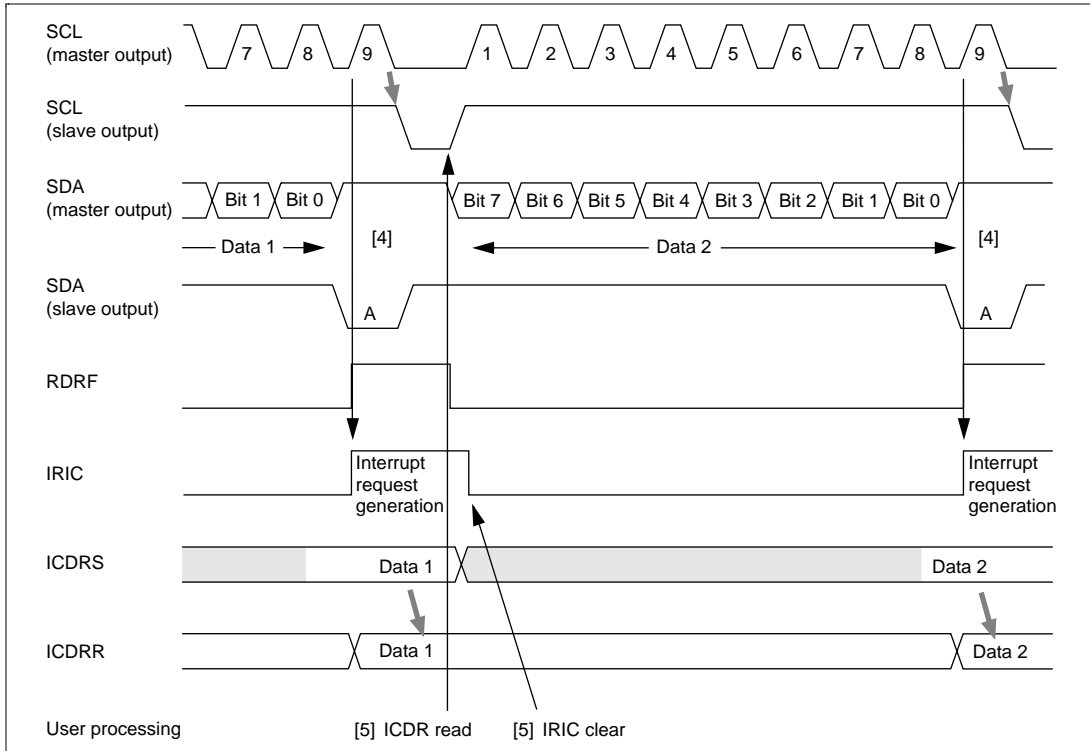 SCL
(master output)
7 8 9 1 2 3 4 5 6 7 8 9
SCL
(slave output)
SDA
(master output)
Bit 1 Bit 0 Bit 7 Bit 6 Bit 5 Bit 4 Bit 3 Bit 2 Bit 1 Bit 0
[4] [4]
Data 1 Data 2
SDA
(slave output)
A A
RDRF
IRIC
Interrupt
request
generation
Interrupt
request
generation
ICDRS
Data 1 Data 2
ICDRR
Data 1 Data 2
User processing [5] ICDR read [5] IRIC clear